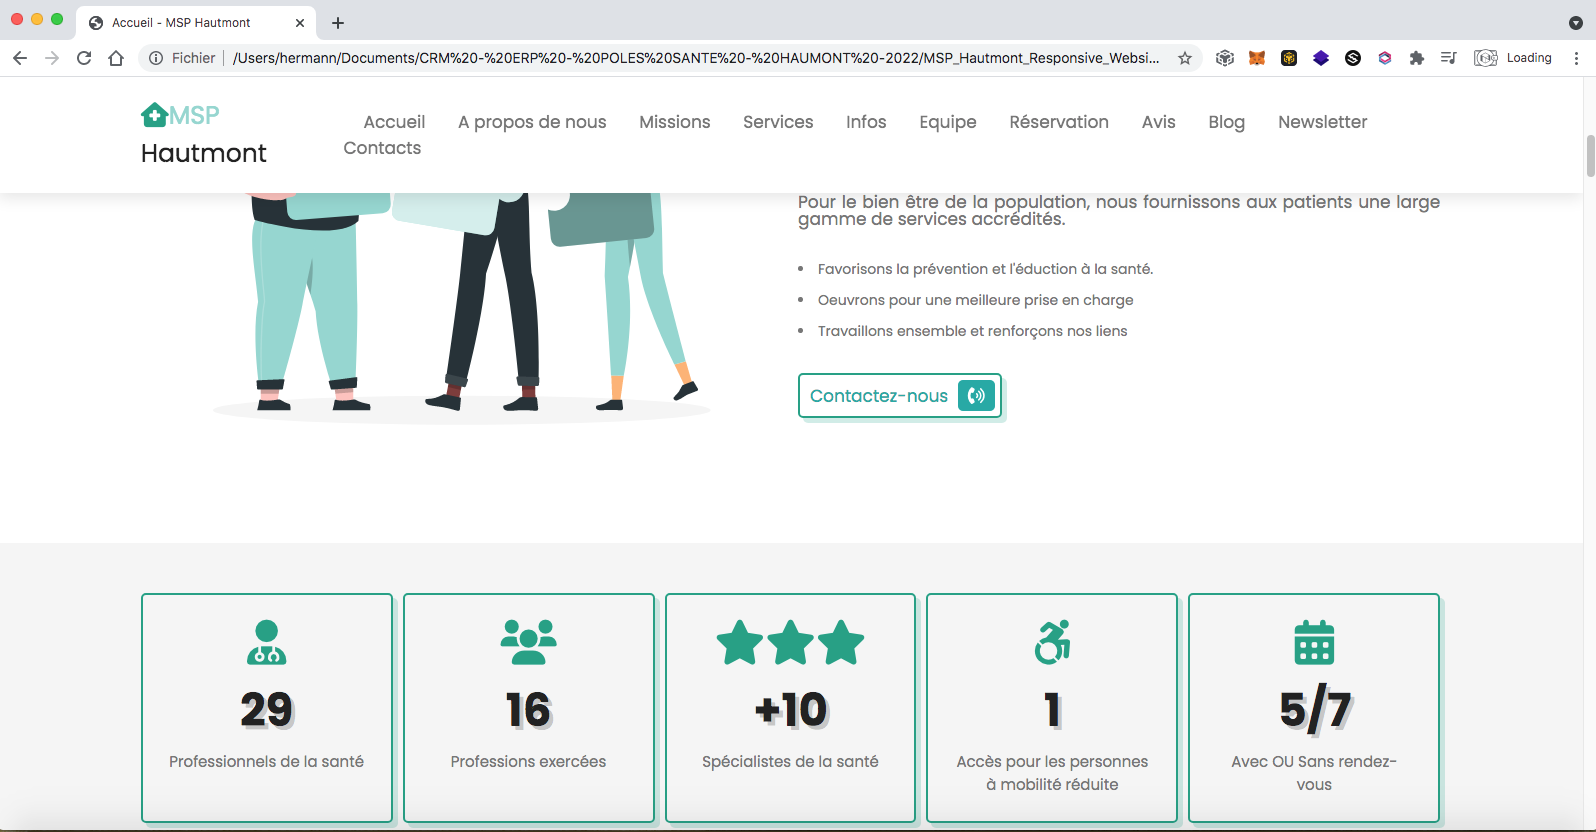 Accueil - MSP Hautmont
Fichier
/Users/hermann/Documents/CRM%20-%20ERP%20-%20POLES%20SANTE%20-%20HAUMONT%20-2022/MSP_Hautmont_Responsive_Websi...
Loading
MSP
Hautmont
Accueil A propos de nous Missions Services Infos Equipe Réservation Avis Blog Newsletter
Contacts
Pour le bien être de la population, nous fournissons aux patients une large
gamme de services accrédités.
Favorisons la prévention et l'éduction à la santé.
Oeuvrons pour une meilleure prise en charge
Travaillons ensemble et renforçons nos liens
Contactez-nous
29
Professionnels de la santé
16
Professions exercées
+10
Spécialistes de la santé
1
Accès pour les personnes
à mobilité réduite
5/7
Avec OU Sans rendez-
vous